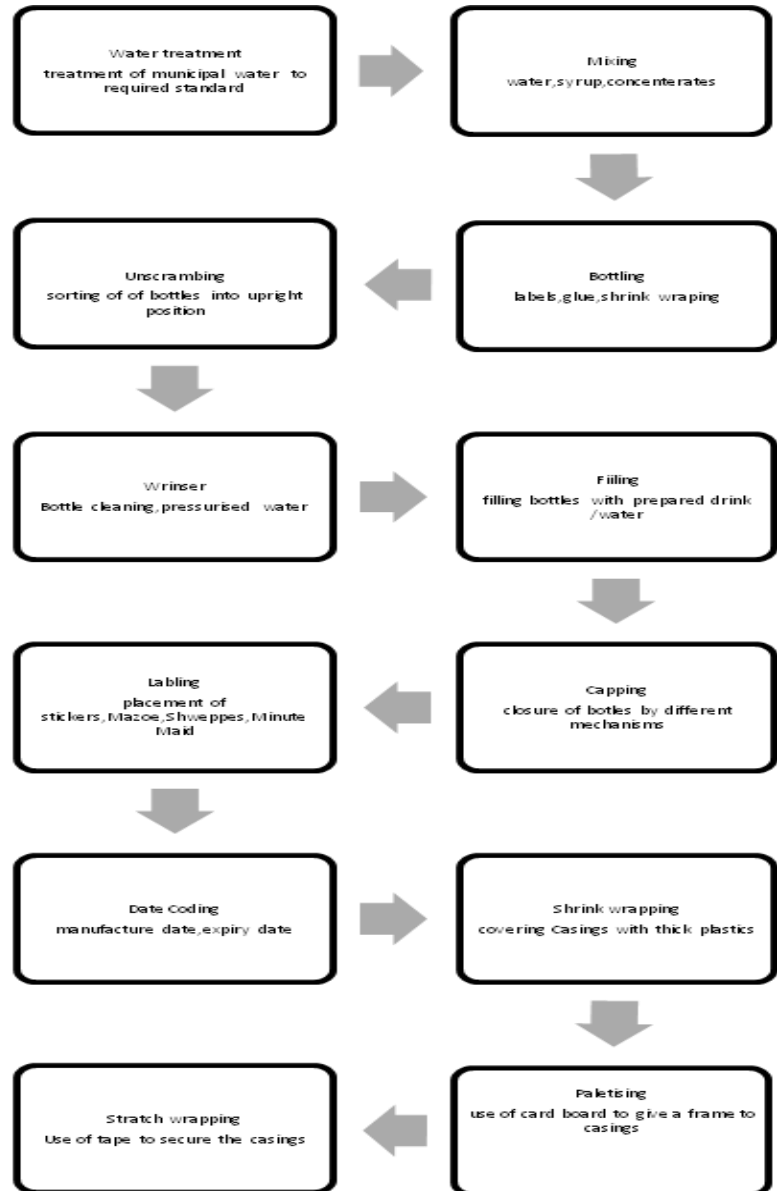 Water treatment
treatment of municipal water to
required standard
Mixing
water,syrup,concenterates
Bottling
labels,glue,shrink wraping
Unscrambing
sorting of of bottles into upright
position
Wrinser
Bottle cleaning,pressurised water
Fiiling
filling bottles with prepared drink
/water
Capping
closure of botles by different
mechanisms
Labling
placement of
stickers,Mazoe,Shweppes,Minute
Maid
Date Coding
manufacture date,expiry date
Shrink wrapping
covering Casings with thick plastics
Paletising
use of card board to give a frame to
casings
Stratch wrapping
Use of tape to secure the casings